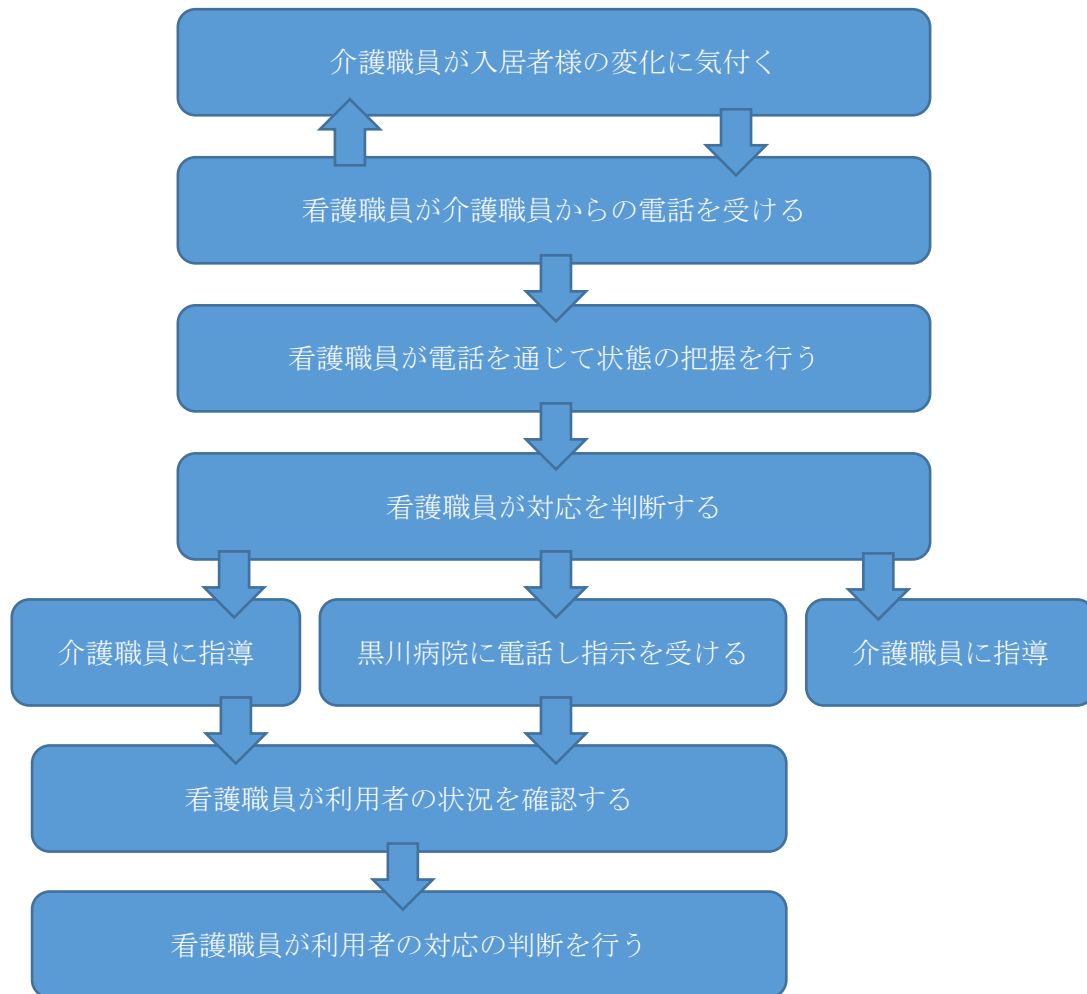 介護職員が入居者様の変化に気付く
看護職員が介護職員からの電話を受ける
看護職員が電話を通じて状態の把握を行う
看護職員が対応を判断する
介護職員に指導
黒川病院に電話し指示を受ける
介護職員に指導
看護職員が利用者の状況を確認する
看護職員が利用者の対応の判断を行う